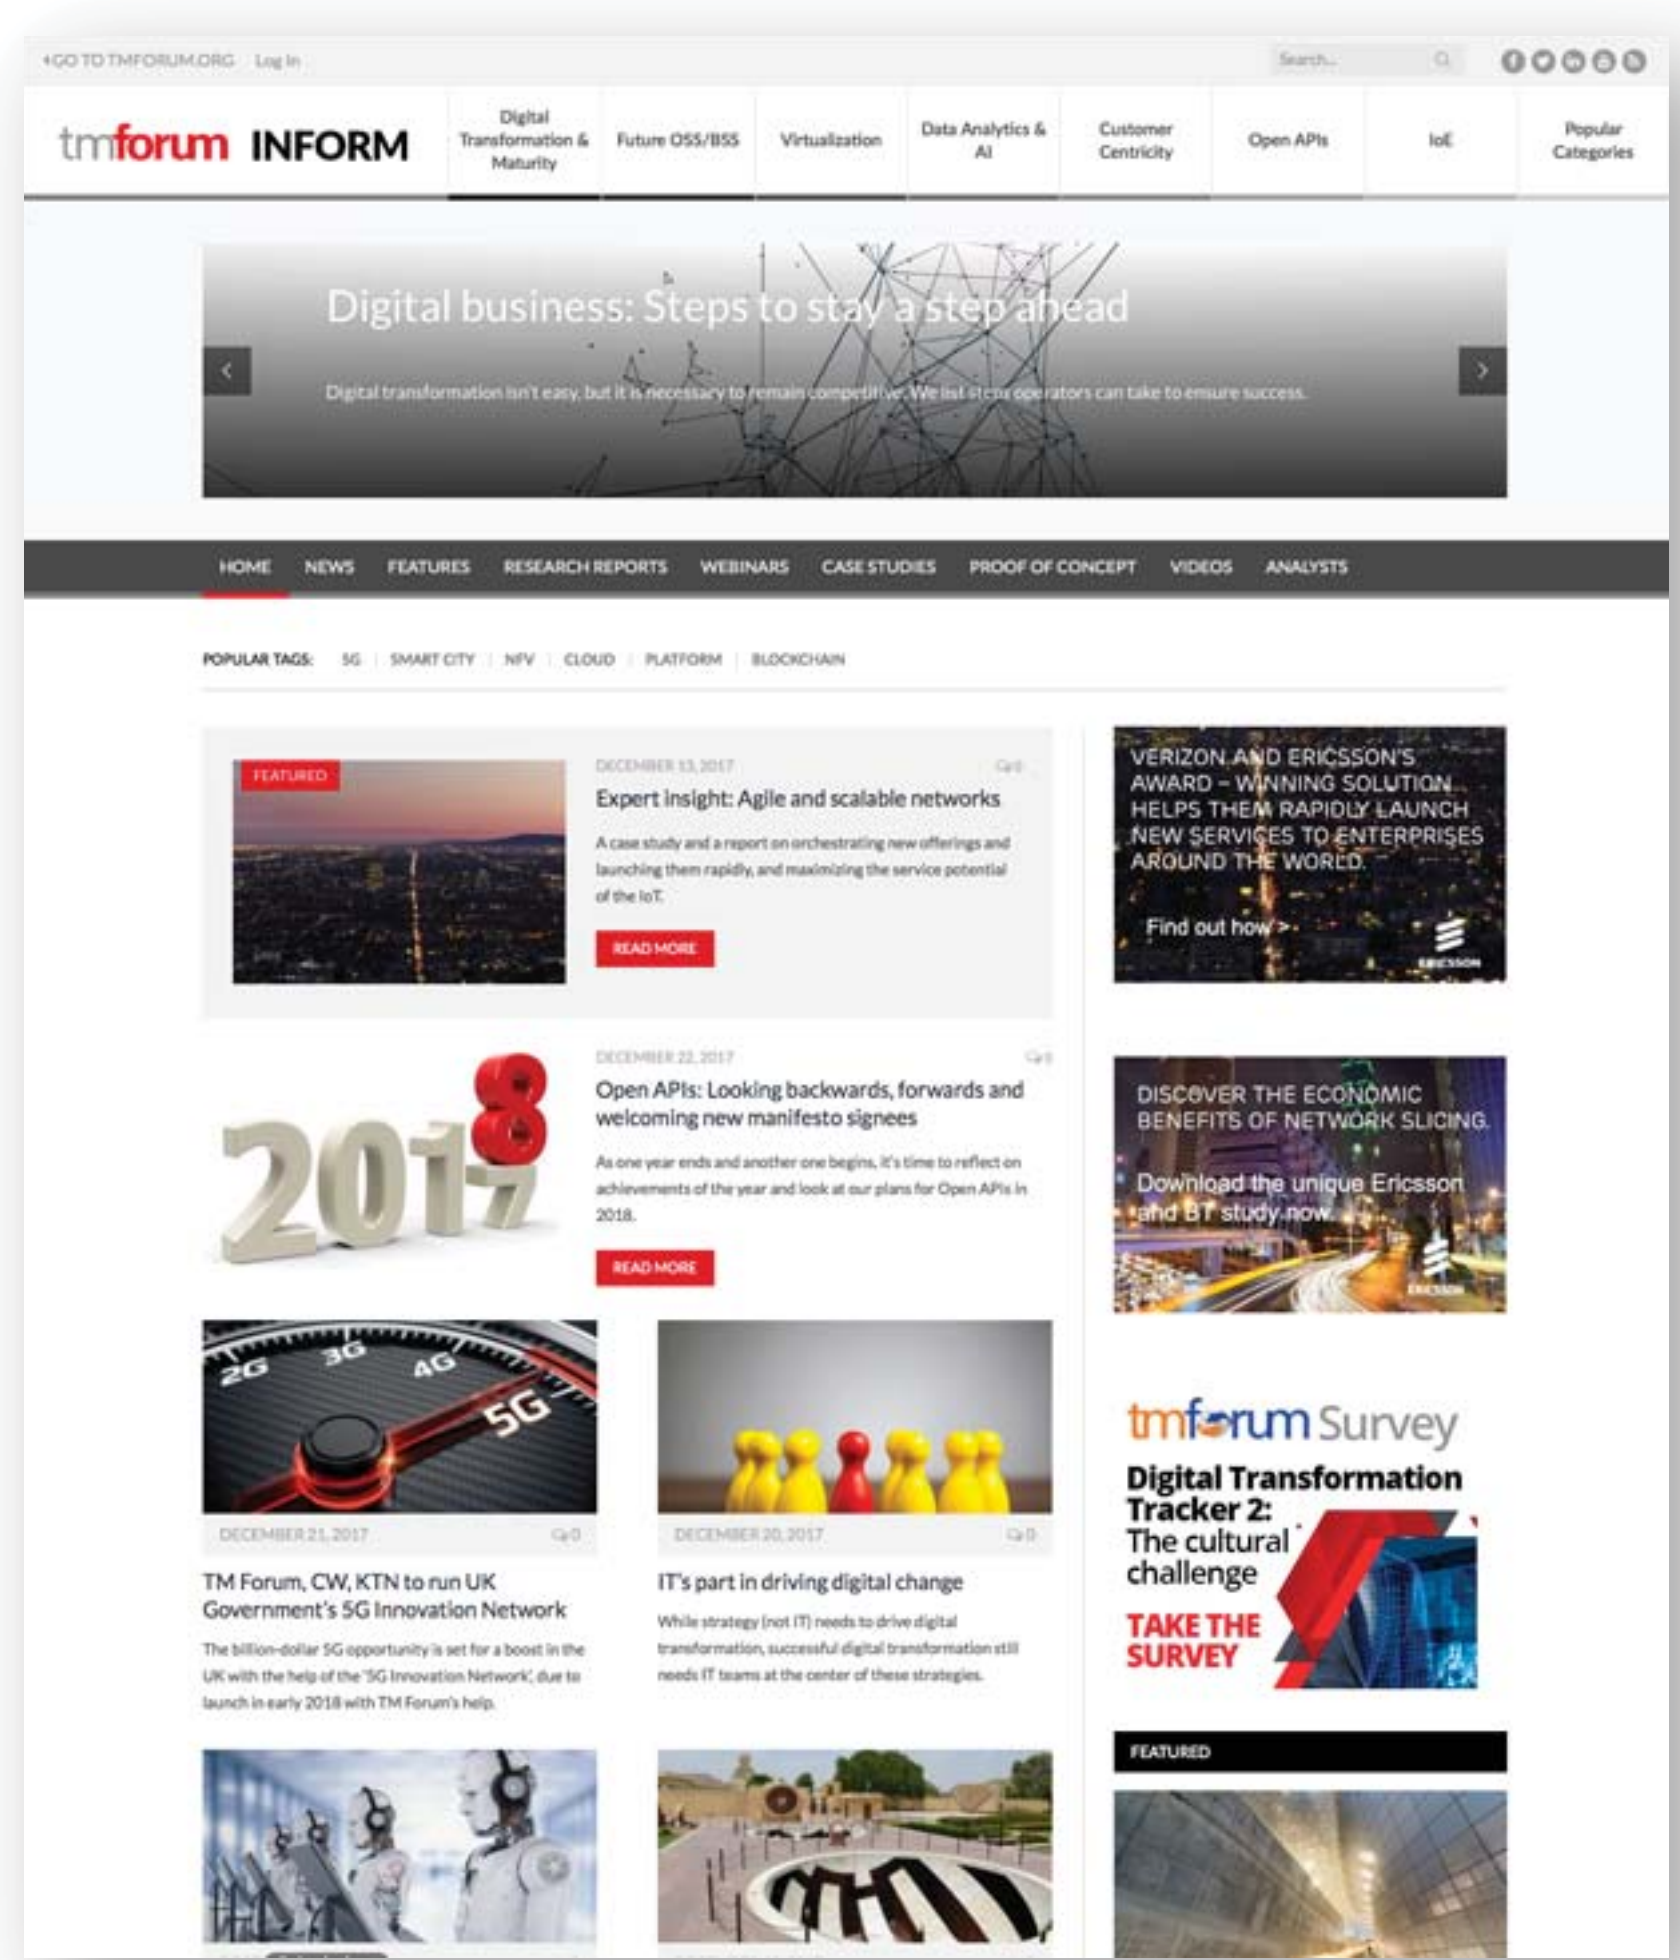 GO TO TMFORUM.ORG Log In
Search...
tmforum INFORM
Digital
Transformation &
Maturity
Future OSS/BSS
Virtualization
Data Analytics &
AI
Customer
Centricity
Open APIs
IoE
Popular
Categories
Digital business: Steps to stay a step ahead
Digital transformation isn't easy, but it is necessary to remain competitive. We list steps operators can take to ensure success.
HOME NEWS FEATURES RESEARCH REPORTS WEBINARS CASE STUDIES PROOF OF CONCEPT VIDEOS ANALYSTS
POPULAR TAGS: 5G SMART CITY NFV CLOUD PLATFORM BLOCKCHAIN
FEATURED
DECEMBER 13, 2017 0
Expert insight: Agile and scalable networks
A case study and a report on orchestrating new offerings and
launching them rapidly, and maximizing the service potential
of the IoT.
READ MORE
2017
8
DECEMBER 22, 2017 0
Open APIs: Looking backwards, forwards and
welcoming new manifesto signees
As one year ends and another one begins, it's time to reflect on
achievements of the year and look at our plans for Open APIs in
2018.
READ MORE
2G 3G 4G 5G
DECEMBER 21, 2017 0
TM Forum, CW, KTN to run UK
Government's 5G Innovation Network
The billion-dollar 5G opportunity is set for a boost in the
UK with the help of the '5G Innovation Network', due to
launch in early 2018 with TM Forum's help.
DECEMBER 20, 2017 0
IT's part in driving digital change
While strategy (not IT) needs to drive digital
transformation, successful digital transformation still
needs IT teams at the center of these strategies.
VERIZON AND ERICSSON'S
AWARD – WINNING SOLUTION
HELPS THEM RAPIDLY LAUNCH
NEW SERVICES TO ENTERPRISES
AROUND THE WORLD.
Find out how >
ERICSSON
DISCOVER THE ECONOMIC
BENEFITS OF NETWORK SLICING.
Download the unique Ericsson
and BT study now.
ERICSSON
tmforum Survey
Digital Transformation
Tracker 2:
The cultural
challenge
TAKE THE
SURVEY
FEATURED